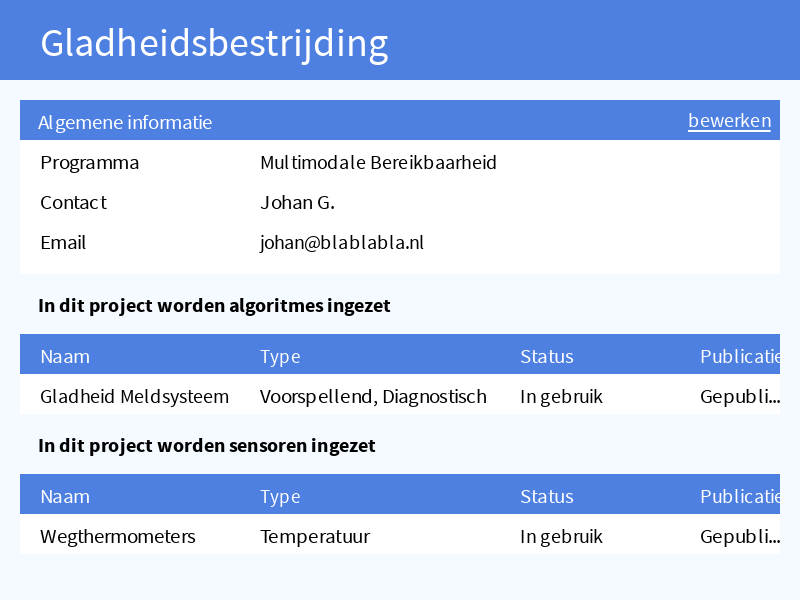 Gladheidsbestrijding
Algemene informatie bewerken
Programma Multimodale Bereikbaarheid
Contact Johan G.
Email johan@blablabla.nl
In dit project worden algoritmes ingezet
Naam Type Status Publicatie
Gladheid Meldsysteem Voorspellend, Diagnostisch In gebruik Gepubli...
In dit project worden sensoren ingezet
Naam Type Status Publicatie
Wegthermometers Temperatuur In gebruik Gepubli...